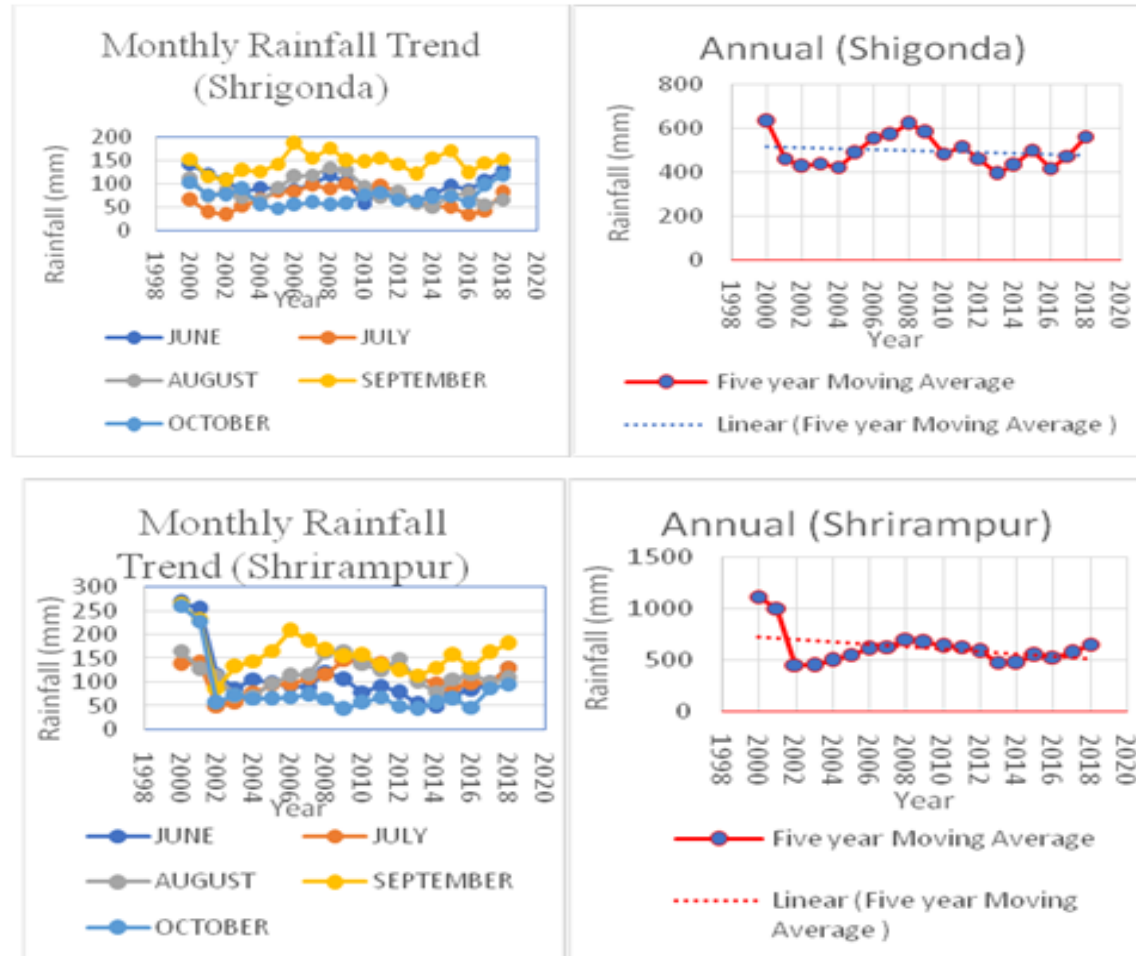 Monthly Rainfall Trend
(Shrigonda)
Rainfall (mm)
200
150
100
50
0
1998
2000
2002
2004
2006
2008
2010
2012
2014
2016
2018
2020
Year
JUNE
JULY
AUGUST
SEPTEMBER
OCTOBER
Annual (Shigonda)
Rainfall (mm)
800
600
400
200
0
1998
2000
2002
2004
2006
2008
2010
2012
2014
2016
2018
2020
Year
Five year Moving Average
Linear (Five year Moving Average )
Monthly Rainfall
Trend (Shrirampur)
Rainfall (mm)
300
250
200
150
100
50
0
1998
2000
2002
2004
2006
2008
2010
2012
2014
2016
2018
2020
Year
JUNE
JULY
AUGUST
SEPTEMBER
OCTOBER
Annual (Shrirampur)
Rainfall (mm)
1500
1000
500
0
1998
2000
2002
2004
2006
2008
2010
2012
2014
2016
2018
2020
Year
Five year Moving Average
Linear (Five year Moving
Average )